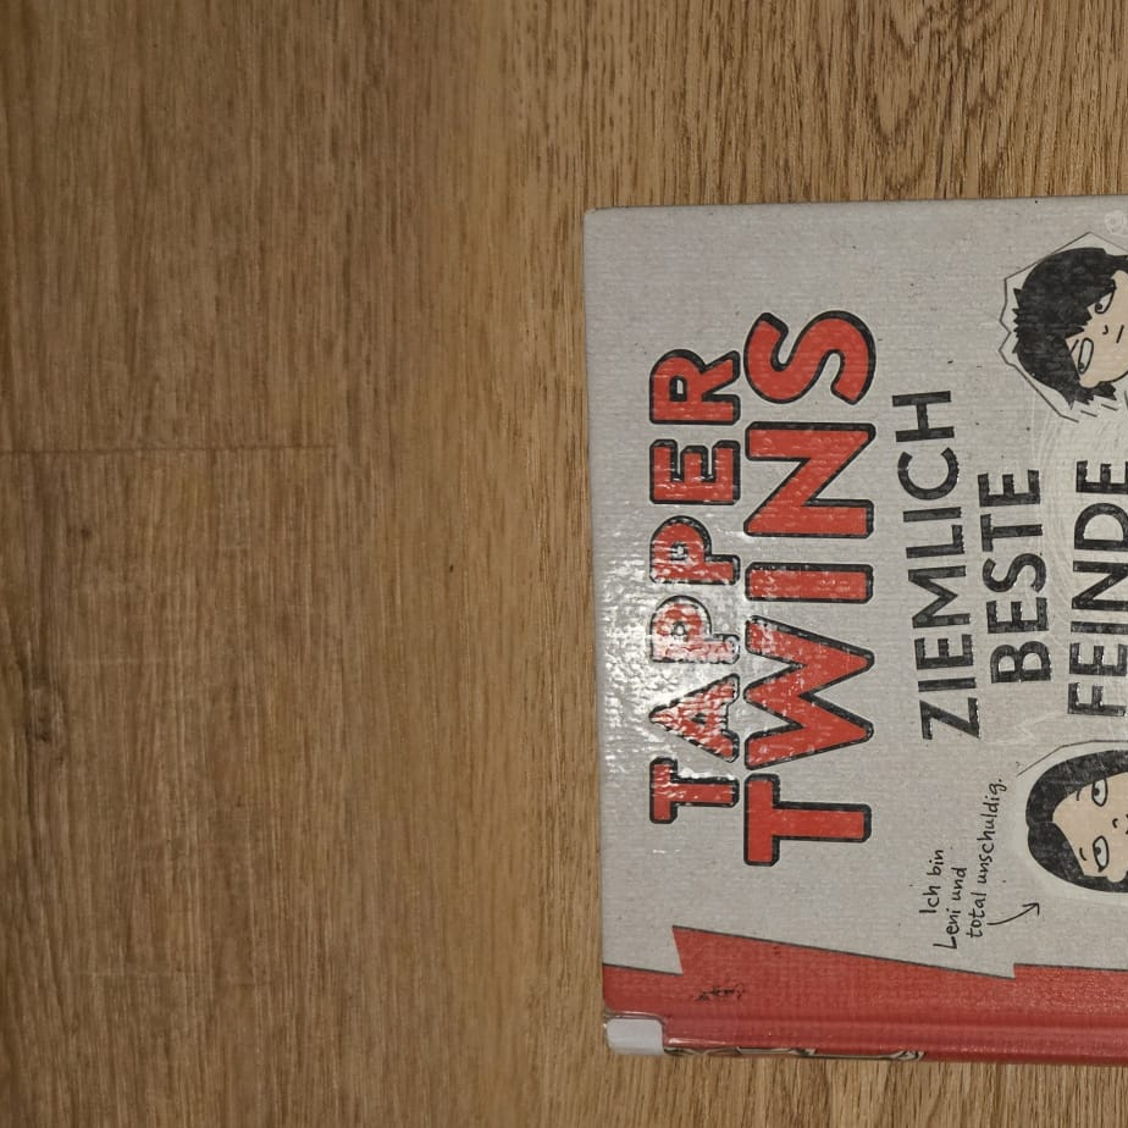 TAPPER
TWINS
ZIEMLICH
BESTE
FEINDE
Ich bin
Leni und
total unschuldig.